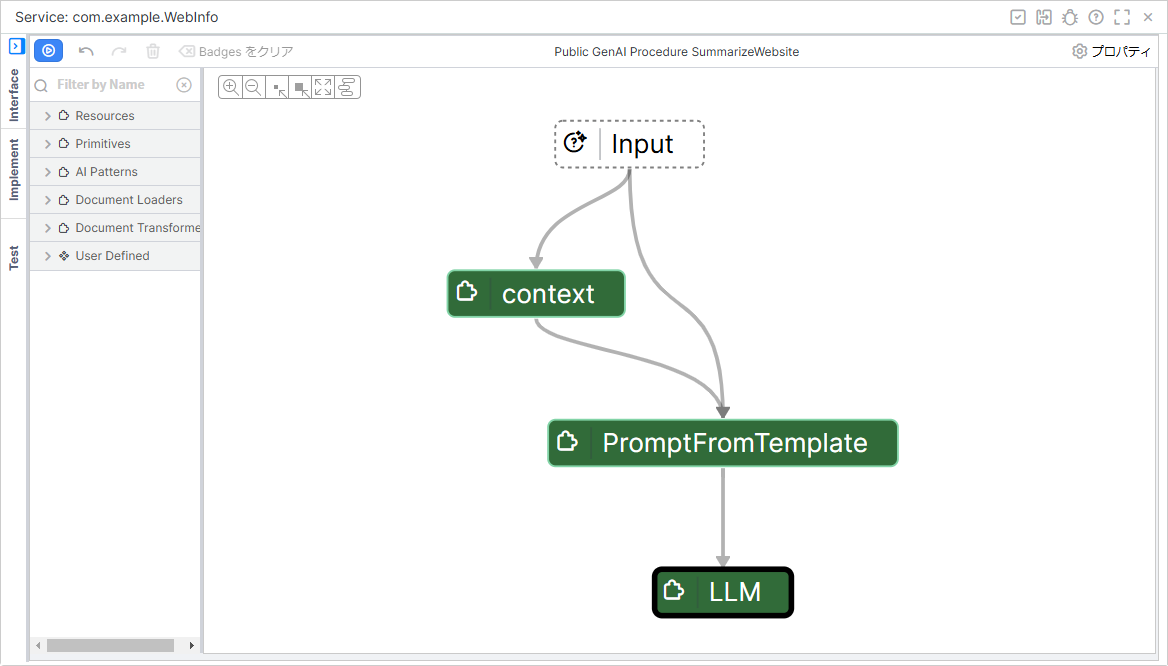 Service: com.example.WebInfo
Badges をクリア
Public GenAI Procedure SummarizeWebsite
プロパティ
Interface
Implement
Test
Filter by Name
Resources
Primitives
AI Patterns
Document Loaders
Document Transforme
User Defined
Input
context
PromptFromTemplate
LLM